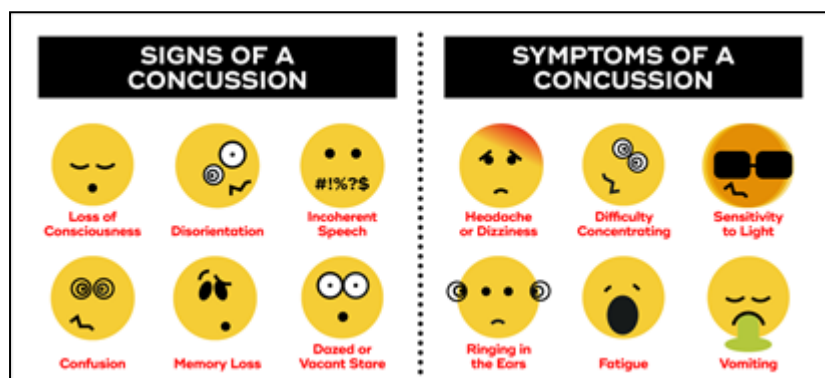 SIGNS OF A
CONCUSSION
Loss of
Consciousness
Disorientation
#!%?$
Incoherent
Speech
Confusion
Memory Loss
Dazed or
Vacant Stare
SYMPTOMS OF A
CONCUSSION
Headache
or Dizziness
Difficulty
Concentrating
Sensitivity
to Light
Ringing in
the Ears
Fatigue
Vomiting